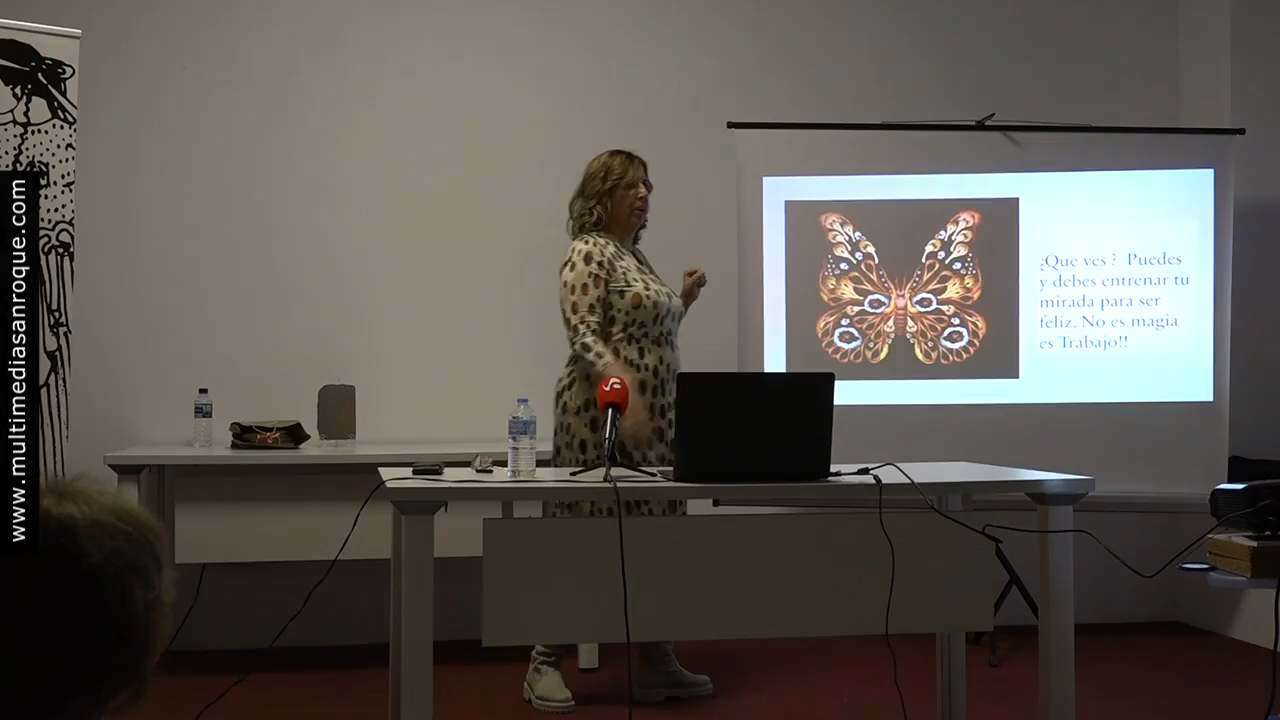 www.multimediasanroque.com
¿Que ves ? Puedes
y debes entrenar tu
mirada para ser
feliz. No es magia
es Trabajo!!